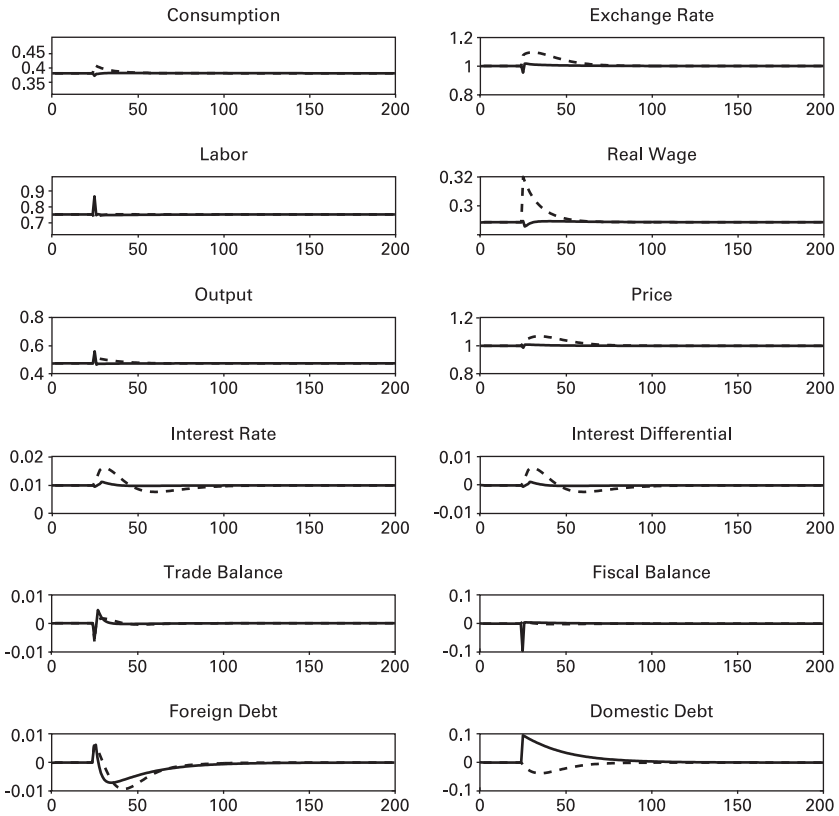 Consumption
0.45
0.4
0.35
0 50 100 150 200
Exchange Rate
1.2
1
0.8
0 50 100 150 200
Labor
0.9
0.8
0.7
0 50 100 150 200
Real Wage
0.32
0.3
0 50 100 150 200
Output
0.8
0.6
0.4
0 50 100 150 200
Price
1.2
1
0.8
0 50 100 150 200
Interest Rate
0.02
0.01
0
0 50 100 150 200
Interest Differential
0.01
0
-0.01
0 50 100 150 200
Trade Balance
0.01
0
-0.01
0 50 100 150 200
Fiscal Balance
0.1
0
-0.1
0 50 100 150 200
Foreign Debt
0.01
0
-0.01
0 50 100 150 200
Domestic Debt
0.1
0
-0.1
0 50 100 150 200